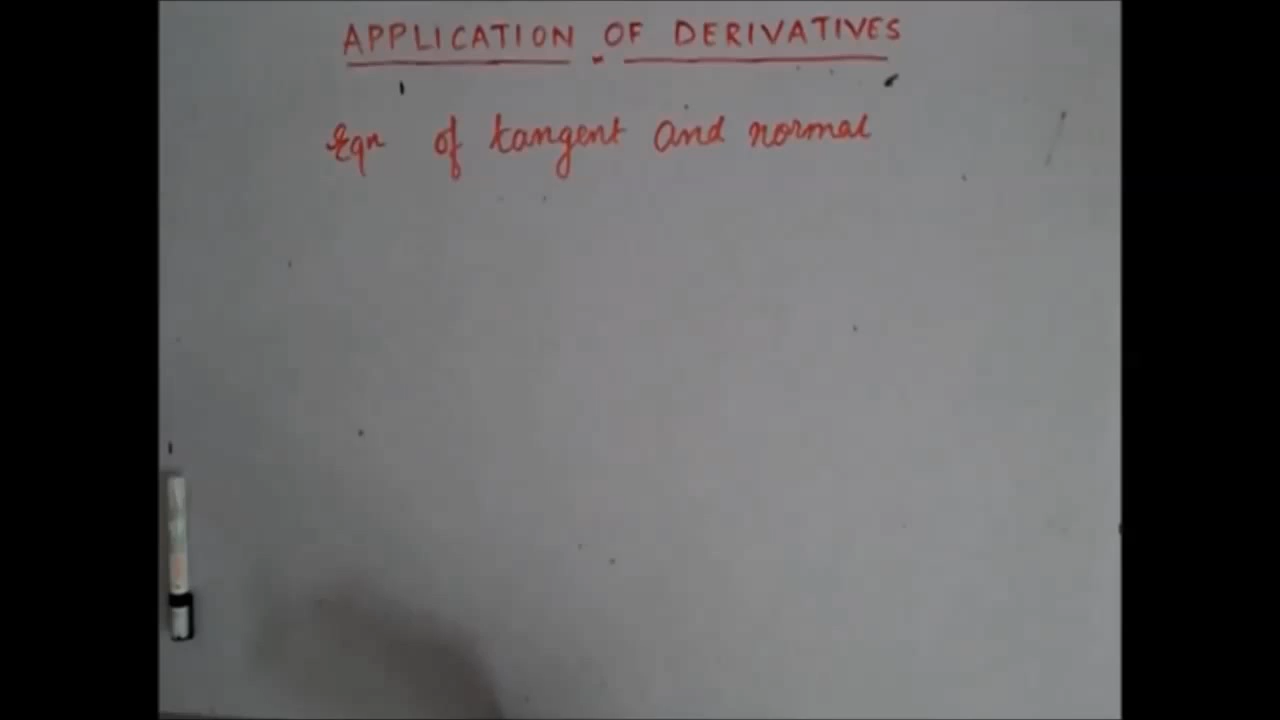 APPLICATION OF DERIVATIVES
Eqn of tangent and normal